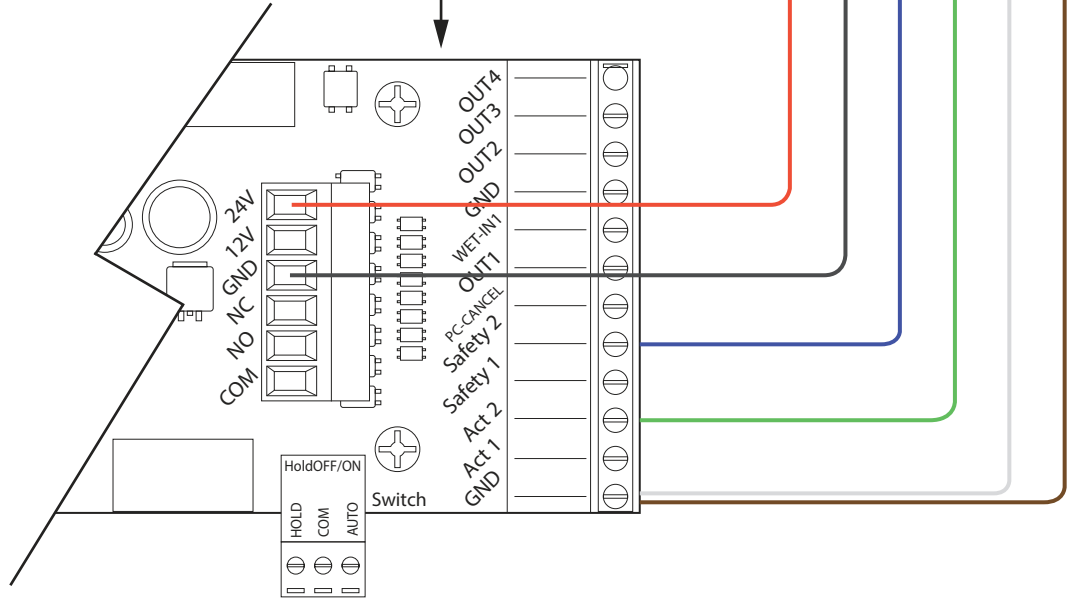 OUT4
OUT3
OUT2
GND
WET-IN1
OUT1
PC-CANCEL
Safety 2
Safety 1
Act 2
Act 1
GND
24V
12V
GND
NC
NO
COM
HoldOFF/ON
HOLD
COM
AUTO
Switch